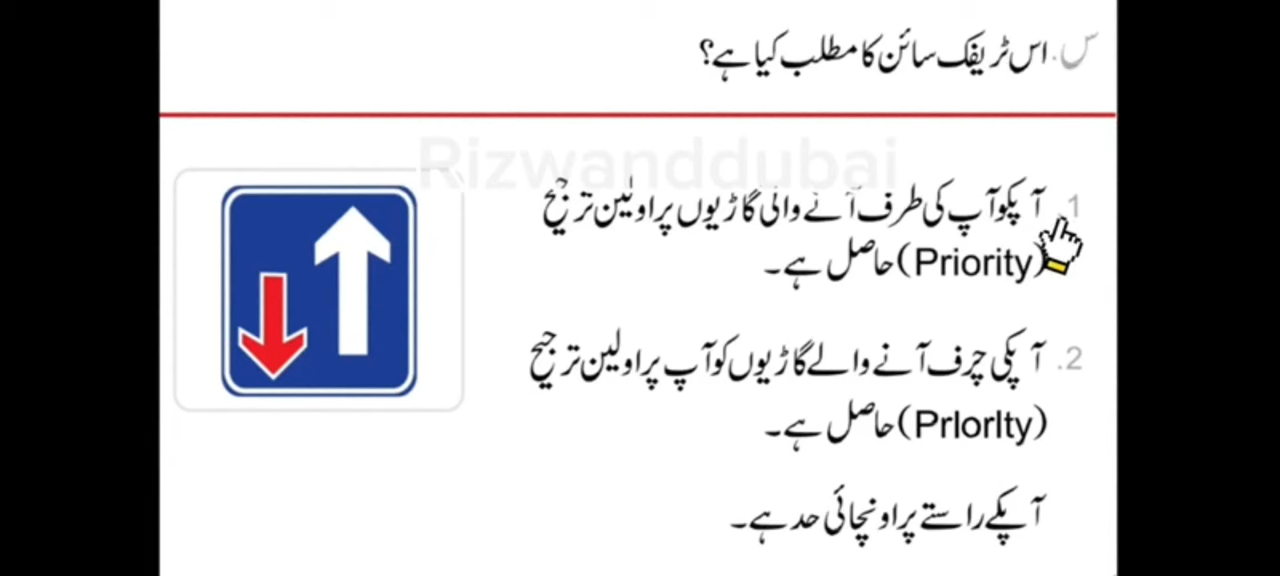 س. اس ٹریفک سائن کا مطلب کیا ہے؟
Rizwanddubai
1. آپکو آپ کی طرف آنے والی گاڑیوں پر اولین ترجیح
(Priority) حاصل ہے۔
2. آپکی چرف آنے والے گاڑیوں کو آپ پر اولین ترجیح
(PrIorIty) حاصل ہے۔
آپکے راستے پر اونچائی حد ہے۔